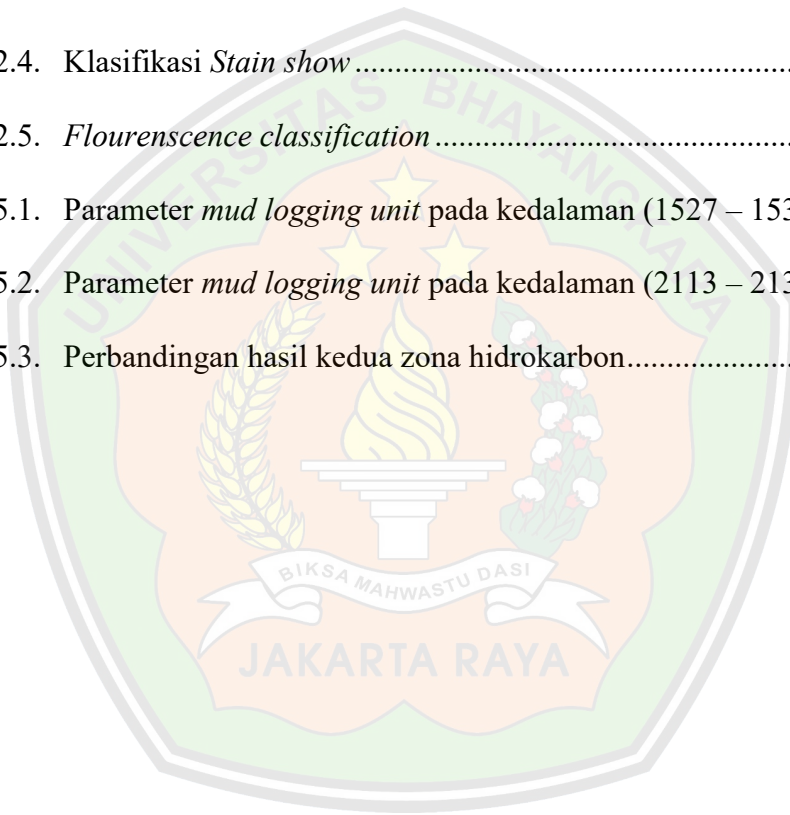 2.4. Klasifikasi Stain show ................................................
2.5. Flourenscence classification ................................................
5.1. Parameter mud logging unit pada kedalaman (1527 – 153
5.2. Parameter mud logging unit pada kedalaman (2113 – 213
5.3. Perbandingan hasil kedua zona hidrokarbon....................
UNIVERSITAS BHAYANGKARA
BIKSA MAHWASTU DASI
JAKARTA RAYA